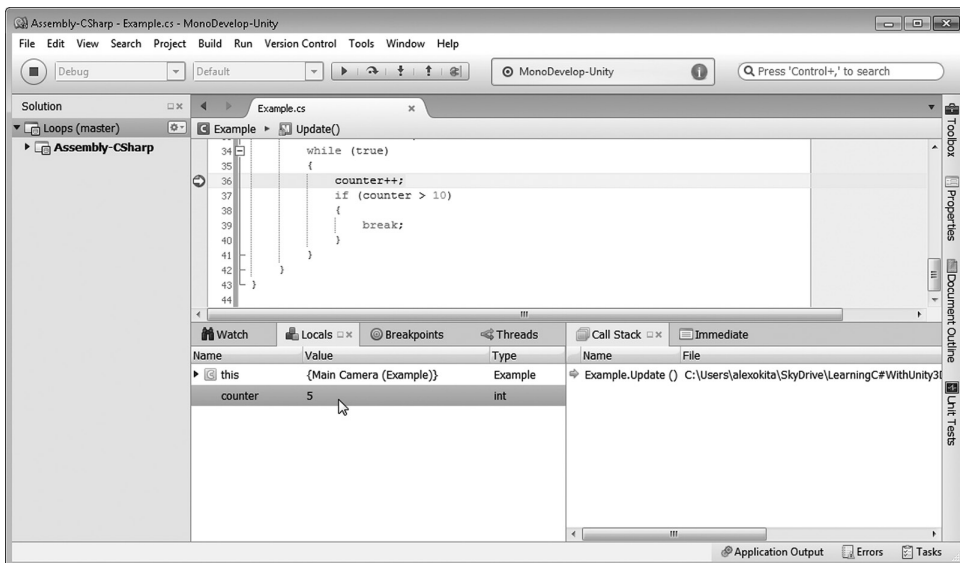 Assembly-CSharp - Example.cs - MonoDevelop-Unity
File Edit View Search Project Build Run Version Control Tools Window Help
Debug Default MonoDevelop-Unity Press 'Control+,' to search
Solution
Loops (master)
Assembly-CSharp
Example.cs
Example Update()
34 while (true)
35 {
36 counter++;
37 if (counter > 10)
38 {
39 break;
40 }
41 }
42 }
43 }
44
Toolbox
Properties
Document Outline
Unit Tests
Watch Locals Breakpoints Threads Call Stack Immediate
Name Value Type Name File
this {Main Camera (Example)} Example Example.Update () C:\Users\alexokita\SkyDrive\LearningC#WithUnity3
counter 5 int
Application Output Errors Tasks